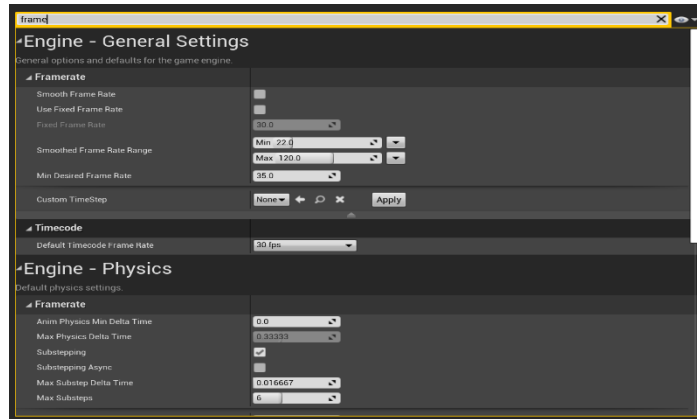 frame
Engine - General Settings
General options and defaults for the game engine.
Framerate
Smooth Frame Rate
Use Fixed Frame Rate
Fixed Frame Rate 30.0
Smoothed Frame Rate Range Min 22.0
Max 120.0
Min Desired Frame Rate 35.0
Custom TimeStep None Apply
Timecode
Default Timecode Frame Rate 30 fps
Engine - Physics
Default physics settings.
Framerate
Anim Physics Min Delta Time 0.0
Max Physics Delta Time 0.33333
Substepping
Substepping Async
Max Substep Delta Time 0.016667
Max Substeps 6